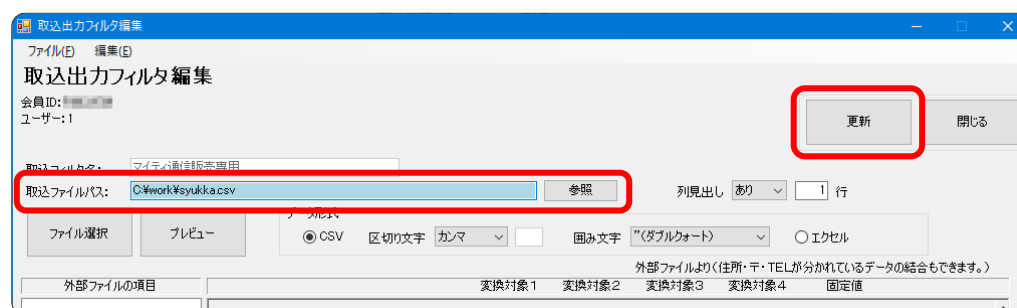 取込出力フィルタ編集
ファイル(F) 編集(E)
取込出力フィルタ編集
会員ID:
ユーザー:1
更新 閉じる
取込フィルタ名: マイティ通信販売専用
取込ファイルパス: C:¥work¥syukka.csv 参照 列見出し あり 1 行
データ形式
ファイル選択 プレビュー CSV 区切り文字 カンマ 囲み文字 "(ダブルクォート) エクセル
外部ファイルより(住所・〒・TELが分かれているデータの結合もできます。)
外部ファイルの項目 変換対象1 変換対象2 変換対象3 変換対象4 固定値